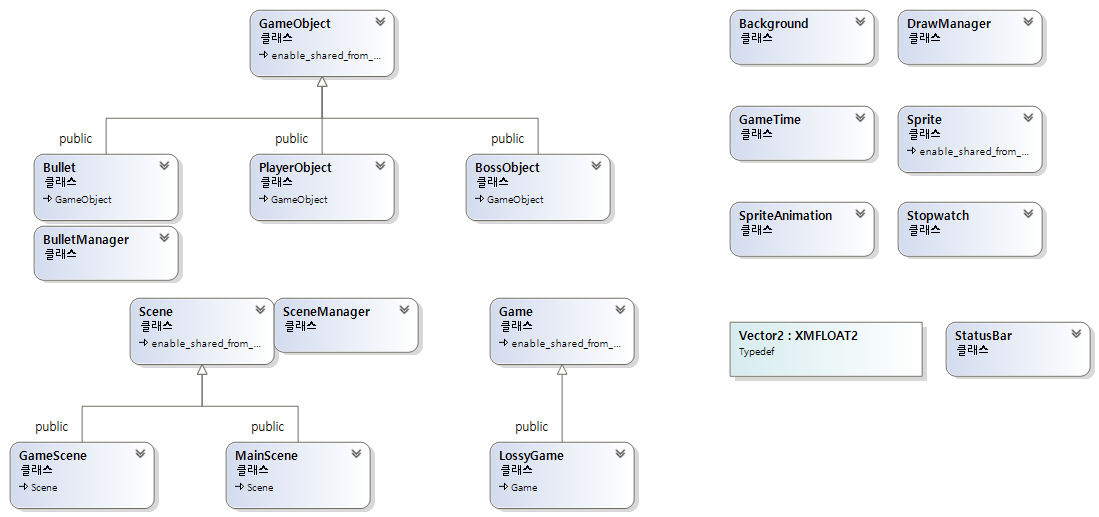 GameObject
클래스
enable_shared_from_...
public
public
public
Bullet
클래스
GameObject
PlayerObject
클래스
GameObject
BossObject
클래스
GameObject
BulletManager
클래스
Scene
클래스
enable_shared_from_...
SceneManager
클래스
Game
클래스
enable_shared_from_...
public
public
public
GameScene
클래스
Scene
MainScene
클래스
Scene
LossyGame
클래스
Game
Background
클래스
DrawManager
클래스
GameTime
클래스
Sprite
클래스
enable_shared_from_...
SpriteAnimation
클래스
Stopwatch
클래스
Vector2 : XMFLOAT2
Typedef
StatusBar
클래스